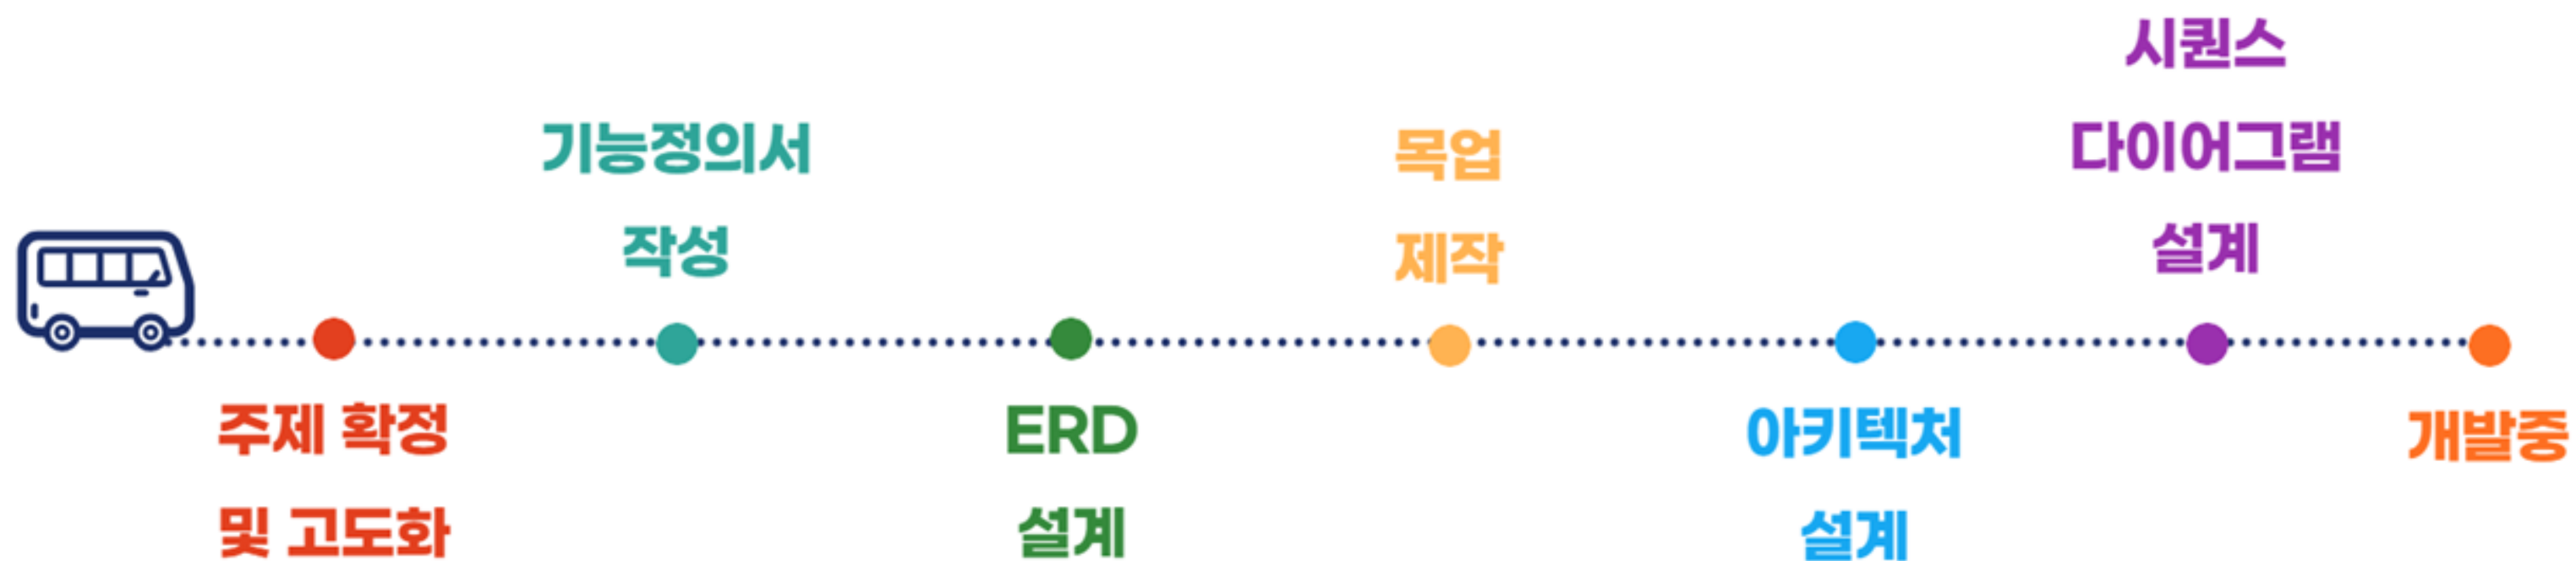 주제 확정
및 고도화
기능정의서
작성
ERD
설계
목업
제작
아키텍처
설계
시퀀스
다이어그램
설계
개발중